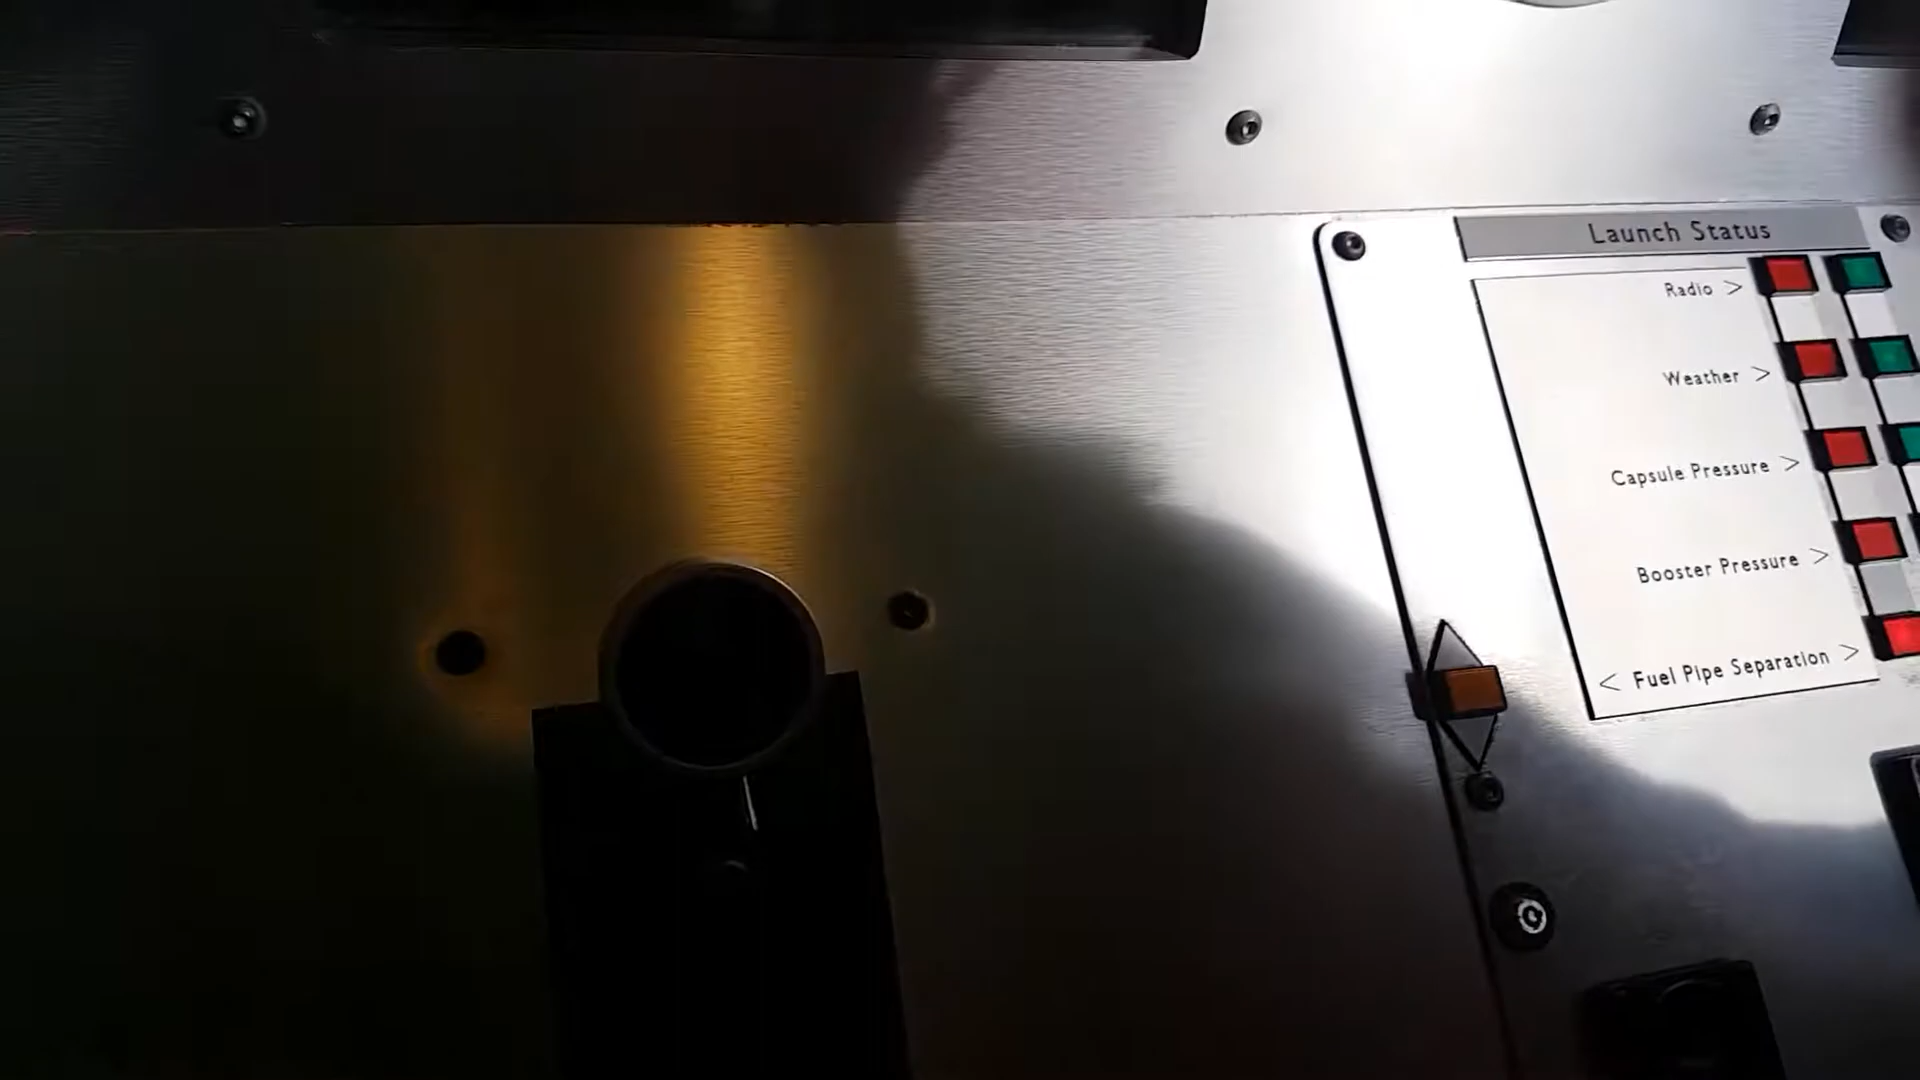 Launch Status
Radio >
Weather >
Capsule Pressure >
Booster Pressure >
< Fuel Pipe Separation >